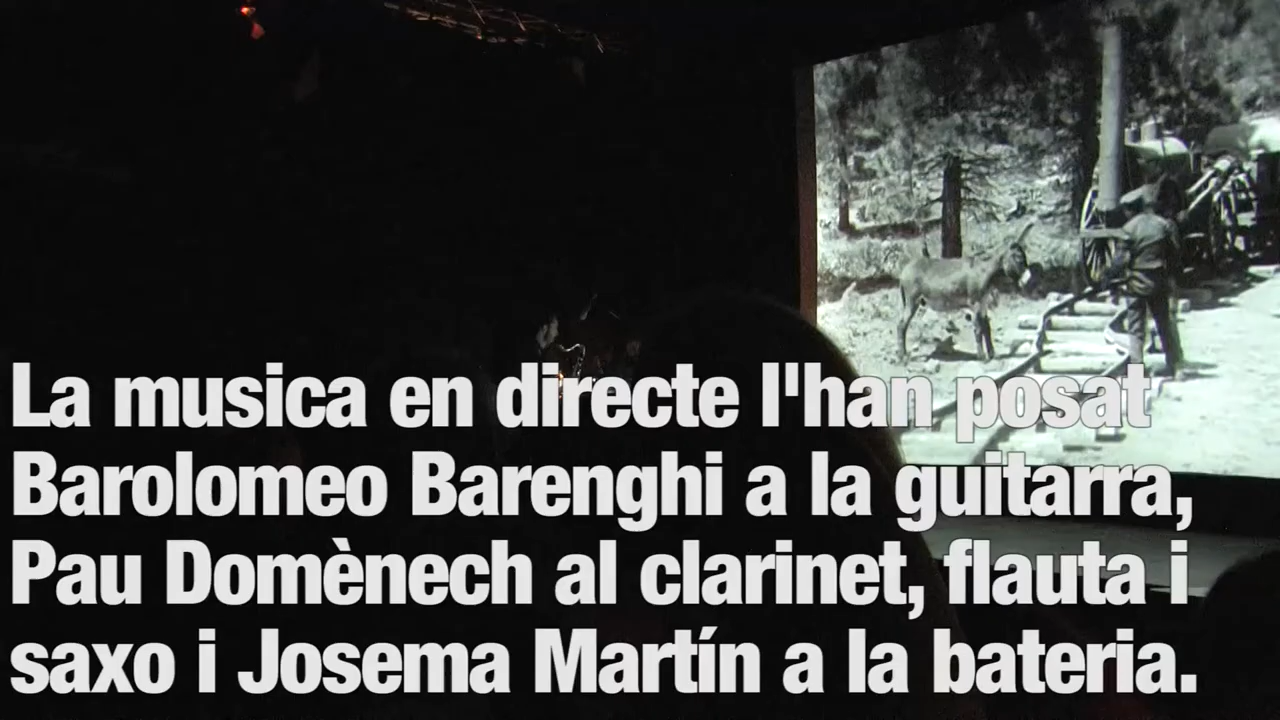 La musica en directe l'han posat
Barolomeo Barenghi a la guitarra,
Pau Domènech al clarinet, flauta i
saxo i Josema Martín a la bateria.